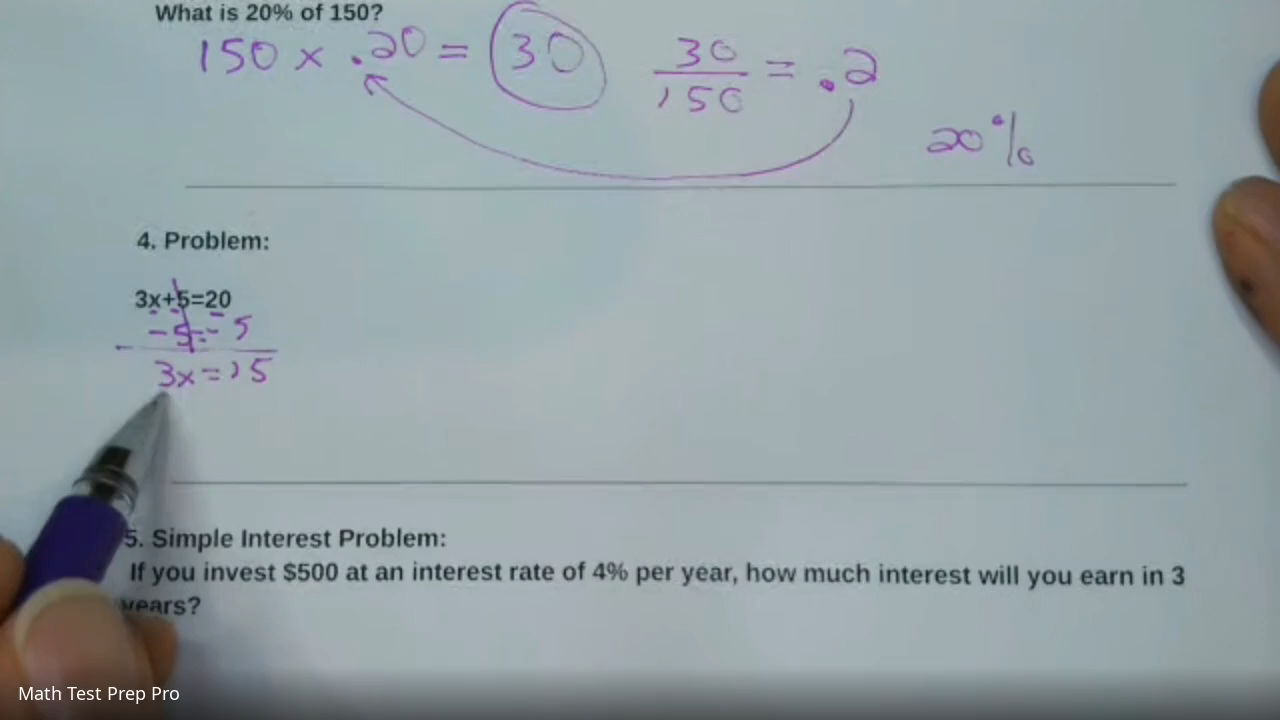 What is 20% of 150?
150 x .20 = 30 30/150 = .2
20%
4. Problem:
3x+5=20
-5=-5
3x=15
5. Simple Interest Problem:
If you invest $500 at an interest rate of 4% per year, how much interest will you earn in 3
years?
Math Test Prep Pro